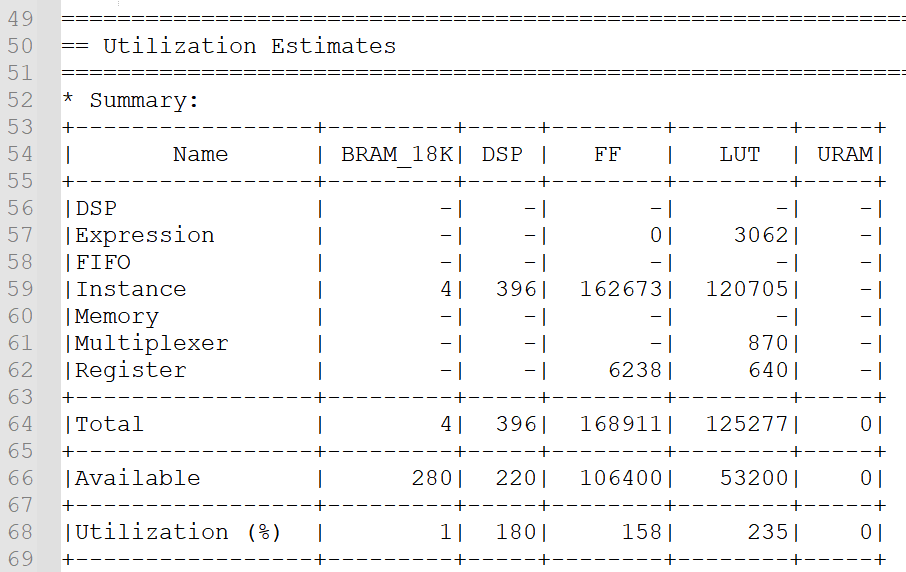 49 =============================================================
50 == Utilization Estimates
51 =============================================================
52 * Summary:
53 +-----------------+---------+-----+--------+--------+-----+
54 |       Name      | BRAM_18K| DSP |   FF   |   LUT  | URAM|
55 +-----------------+---------+-----+--------+--------+-----+
56 |DSP              |        -|    -|       -|       -|    -|
57 |Expression       |        -|    -|       0|    3062|    -|
58 |FIFO             |        -|    -|       -|       -|    -|
59 |Instance         |        4|  396|  162673|  120705|    -|
60 |Memory           |        -|    -|       -|       -|    -|
61 |Multiplexer      |        -|    -|       -|     870|    -|
62 |Register         |        -|    -|    6238|     640|    -|
63 +-----------------+---------+-----+--------+--------+-----+
64 |Total            |        4|  396|  168911|  125277|    0|
65 +-----------------+---------+-----+--------+--------+-----+
66 |Available        |      280|  220|  106400|   53200|    0|
67 +-----------------+---------+-----+--------+--------+-----+
68 |Utilization (%)  |        1|  180|     158|     235|    0|
69 +-----------------+---------+-----+--------+--------+-----+